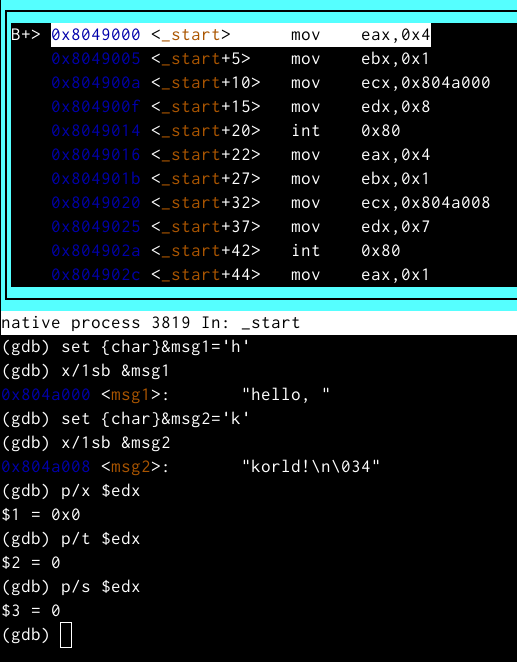 B+> 0x8049000 <_start> mov eax,0x4
0x8049005 <_start+5> mov ebx,0x1
0x804900a <_start+10> mov ecx,0x804a000
0x804900f <_start+15> mov edx,0x8
0x8049014 <_start+20> int 0x80
0x8049016 <_start+22> mov eax,0x4
0x804901b <_start+27> mov ebx,0x1
0x8049020 <_start+32> mov ecx,0x804a008
0x8049025 <_start+37> mov edx,0x7
0x804902a <_start+42> int 0x80
0x804902c <_start+44> mov eax,0x1
native process 3819 In: _start
(gdb) set {char}&msg1='h'
(gdb) x/1sb &msg1
0x804a000 <msg1>: "hello, "
(gdb) set {char}&msg2='k'
(gdb) x/1sb &msg2
0x804a008 <msg2>: "korld!\n\034"
(gdb) p/x $edx
$1 = 0x0
(gdb) p/t $edx
$2 = 0
(gdb) p/s $edx
$3 = 0
(gdb)